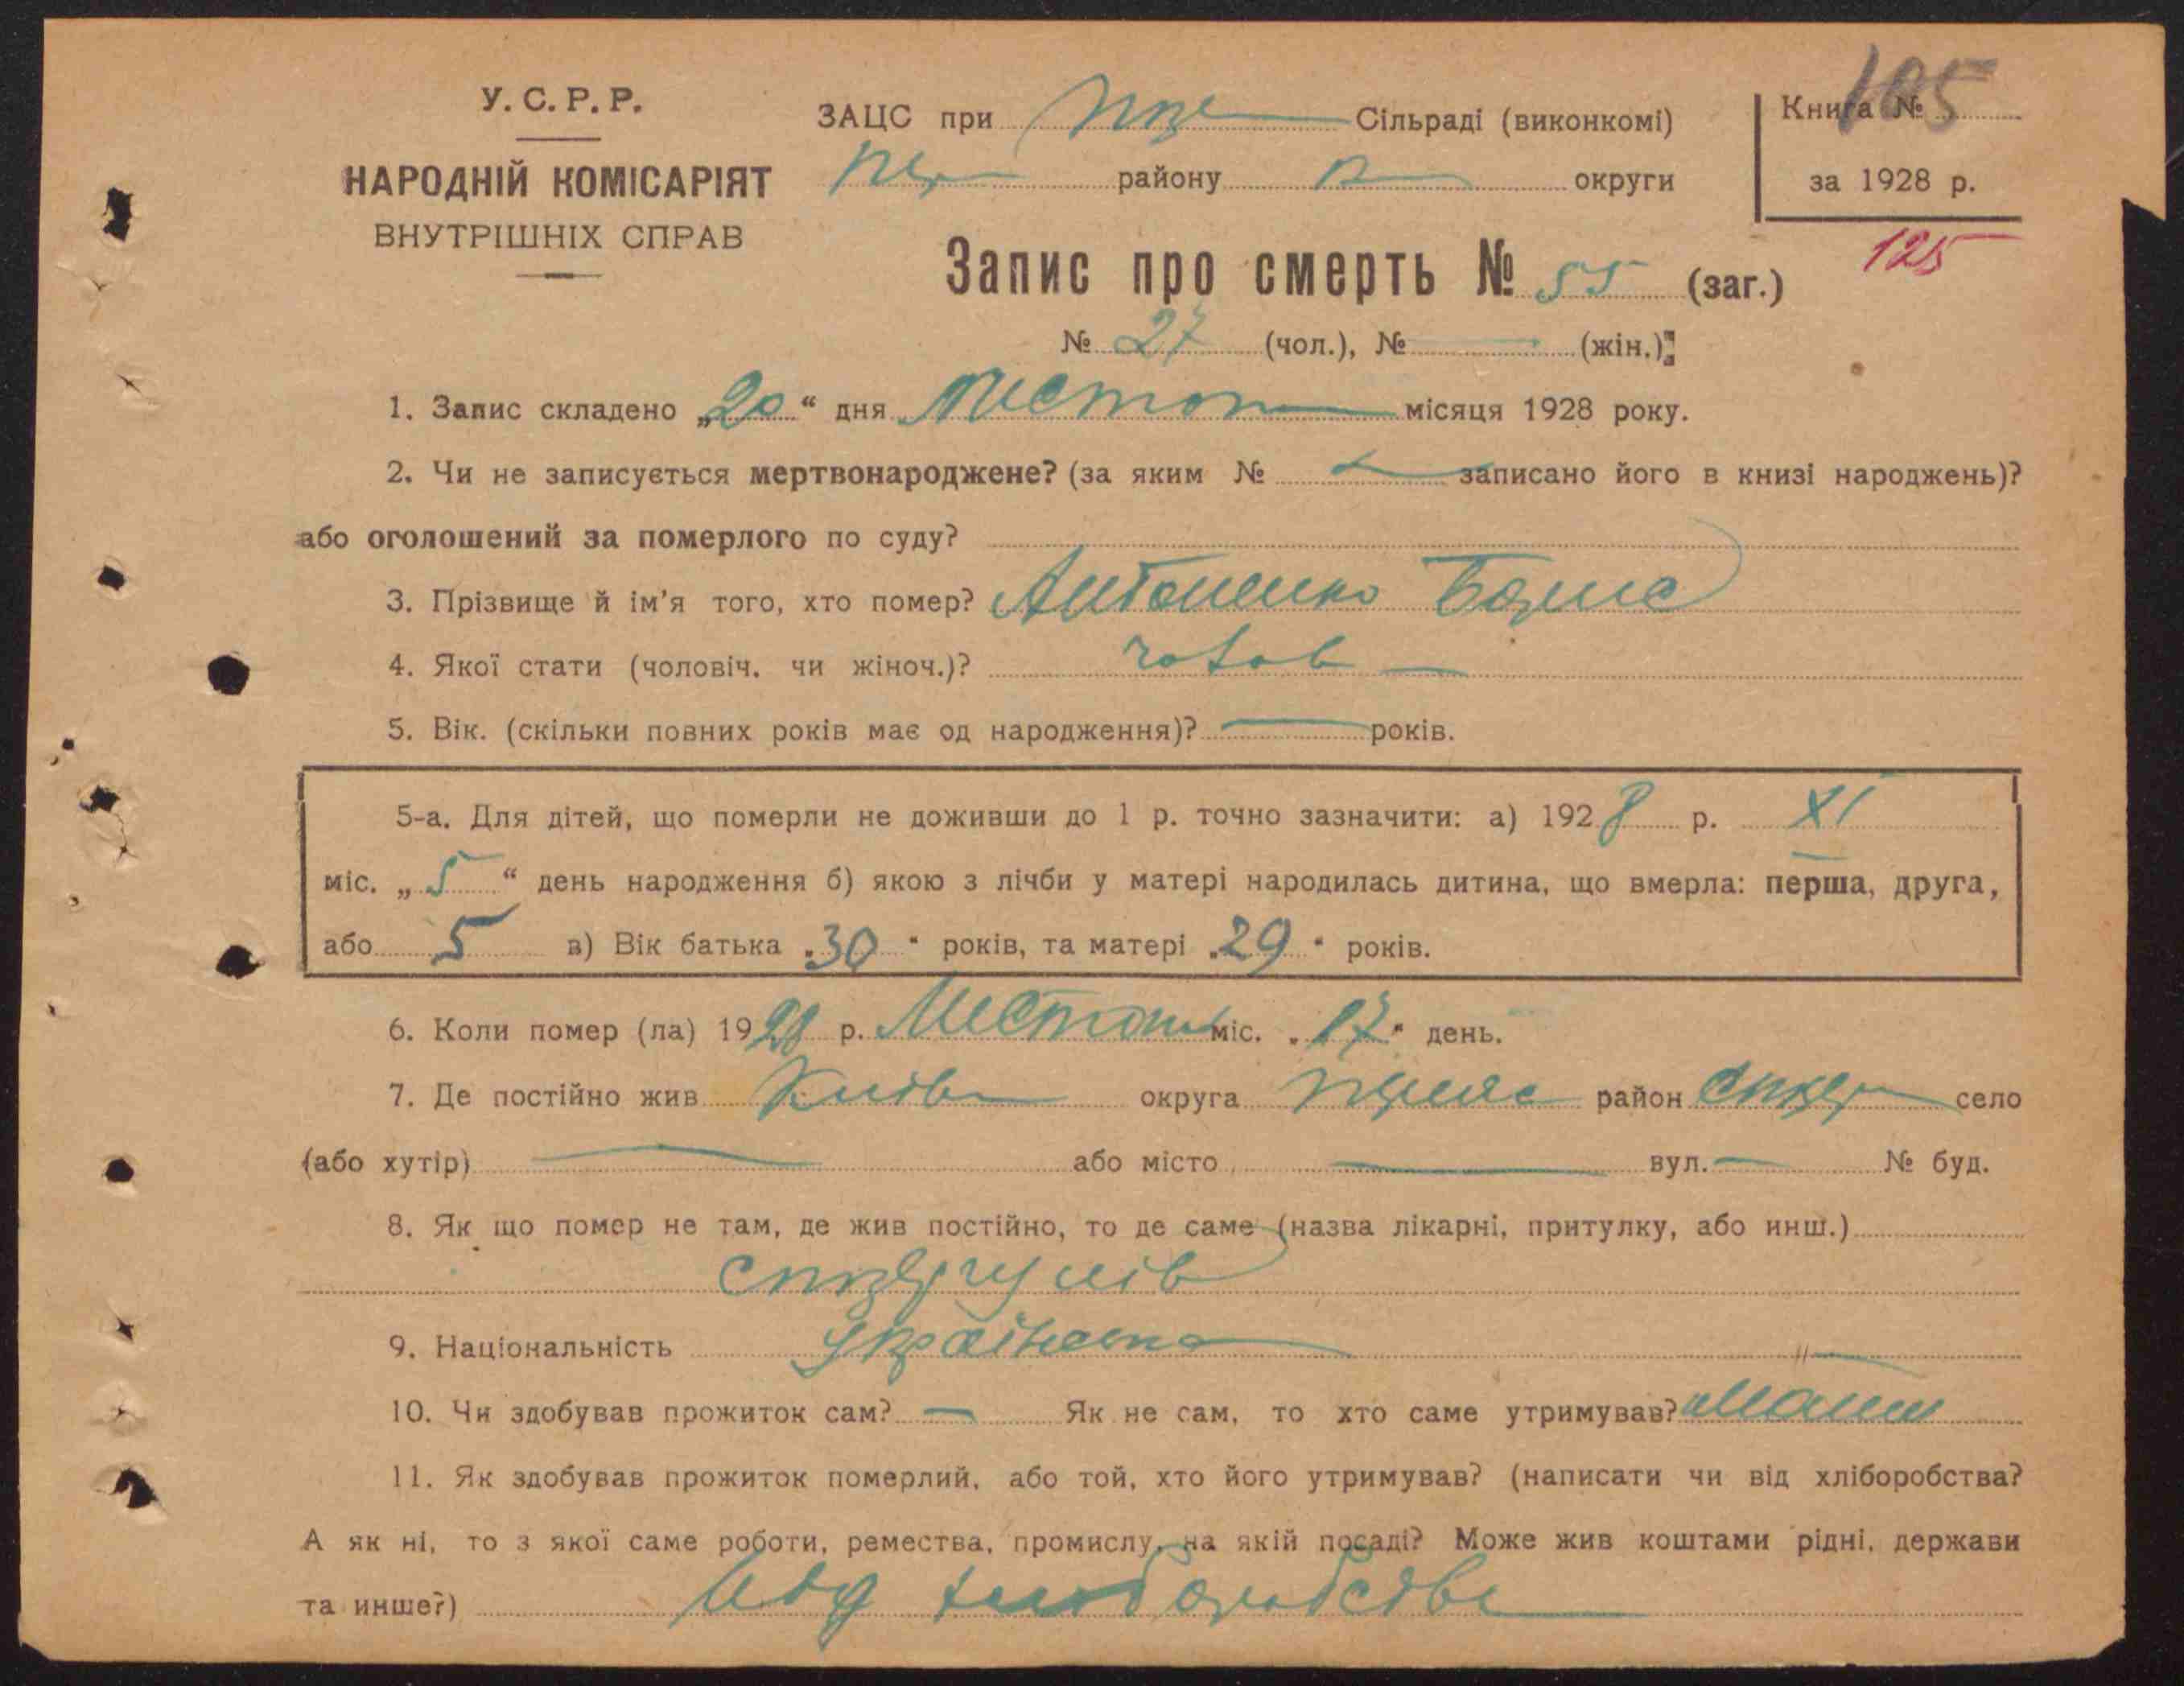 У. С. Р. Р.
НАРОДНІЙ КОМІСАРІЯТ
ВНУТРІШНІХ СПРАВ
ЗАЦС при Сільраді (виконкомі)
району округи
Книга № 105
за 1928 р.
125
Запис про смерть № 55 (заг.)
№ 27 (чол.), № — (жін.)
1. Запис складено „20“ дня листоп місяця 1928 року.
2. Чи не записується мертвонароджене? (за яким № — записано його в книзі народжень)?
або оголошений за померлого по суду?
3. Прізвище й ім'я того, хто помер? Антоненко Борис
4. Якої стати (чоловіч. чи жіноч.)? чолов
5. Вік. (скільки повних років має од народження)? — років.
5-а. Для дітей, що померли не доживши до 1 р. точно зазначити: а) 1928 р. XI
міс. „5“ день народження б) якою з лічби у матері народилась дитина, що вмерла: перша, друга,
або 5 в) Вік батька „30“ років, та матері „29“ років.
6. Коли помер (ла) 1928 р. Листоп міс. „17“ день.
7. Де постійно жив Київ округа район село
(або хутір) — або місто — вул. — № буд.
8. Як що помер не там, де жив постійно, то де саме (назва лікарні, притулку, або инш.)
9. Національність Українська
10. Чи здобував прожиток сам? — Як не сам, то хто саме утримував? Мати
11. Як здобував прожиток померлий, або той, хто його утримував? (написати чи від хліборобства?
А як ні, то з якої саме роботи, ремества, промислу, на якій посаді? Може жив коштами рідні, держави
та инше?) Від хліборобства